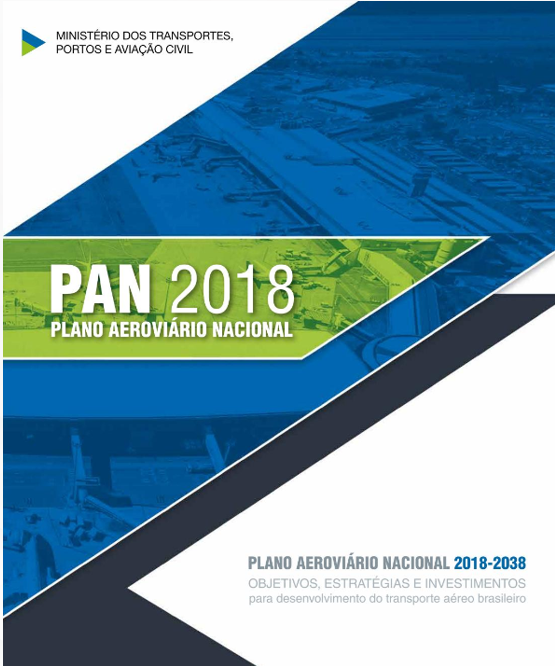 MINISTÉRIO DOS TRANSPORTES,
PORTOS E AVIAÇÃO CIVIL
PAN 2018
PLANO AEROVIÁRIO NACIONAL
PLANO AEROVIÁRIO NACIONAL 2018-2038
OBJETIVOS, ESTRATÉGIAS E INVESTIMENTOS
para desenvolvimento do transporte aéreo brasileiro